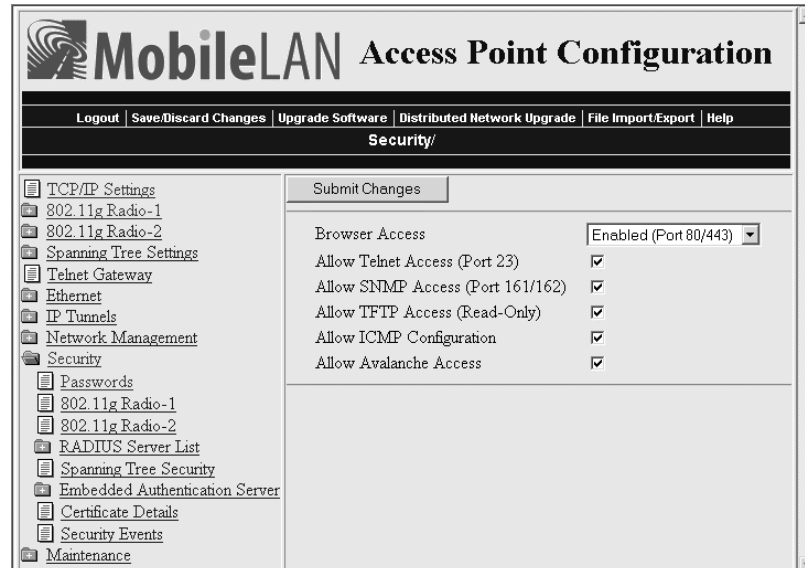 MobileLAN Access Point Configuration
Logout | Save/Discard Changes | Upgrade Software | Distributed Network Upgrade | File Import/Export | Help
Security/
TCP/IP Settings
802.11g Radio-1
802.11g Radio-2
Spanning Tree Settings
Telnet Gateway
Ethernet
IP Tunnels
Network Management
Security
Passwords
802.11g Radio-1
802.11g Radio-2
RADIUS Server List
Spanning Tree Security
Embedded Authentication Server
Certificate Details
Security Events
Maintenance
Submit Changes
Browser Access Enabled (Port 80/443)
Allow Telnet Access (Port 23)
Allow SNMP Access (Port 161/162)
Allow TFTP Access (Read-Only)
Allow ICMP Configuration
Allow Avalanche Access